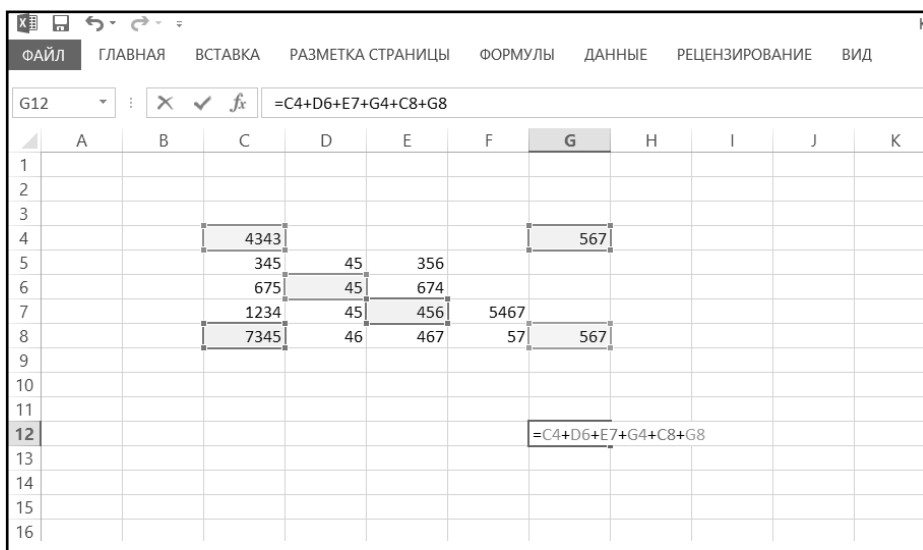 ФАЙЛ ГЛАВНАЯ ВСТАВКА РАЗМЕТКА СТРАНИЦЫ ФОРМУЛЫ ДАННЫЕ РЕЦЕНЗИРОВАНИЕ ВИД
G12 fx =C4+D6+E7+G4+C8+G8
A B C D E F G H I J K
1
2
3
4 4343 567
5 345 45 356
6 675 45 674
7 1234 45 456 5467
8 7345 46 467 57 567
9
10
11
12 =C4+D6+E7+G4+C8+G8
13
14
15
16